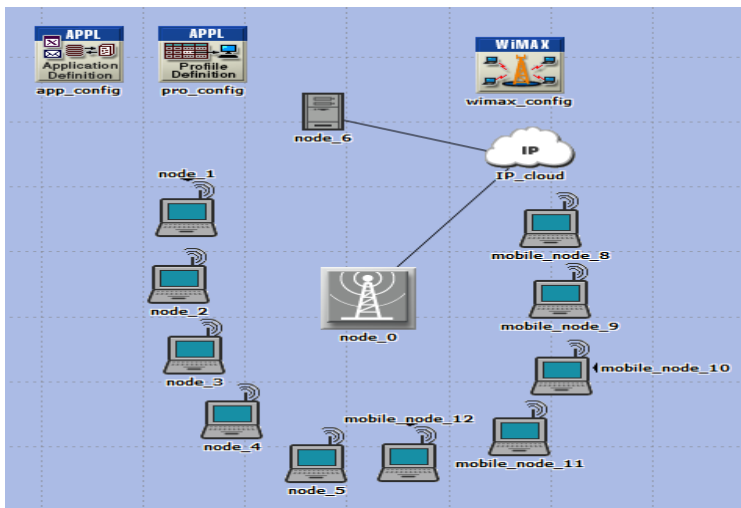 APPL
Application
Definition
app_config
APPL
Profile
Definition
pro_config
WiMAX
wimax_config
node_6
IP
IP_cloud
node_1
mobile_node_8
node_2
mobile_node_9
node_0
node_3
mobile_node_10
mobile_node_12
node_4
mobile_node_11
node_5